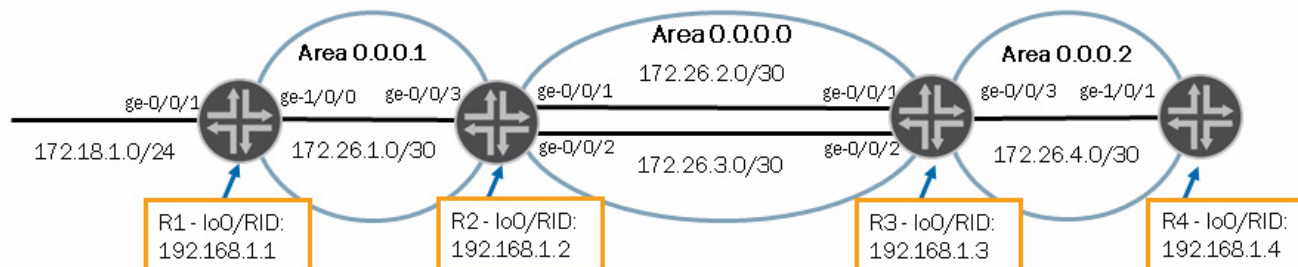 Area 0.0.0.1
Area 0.0.0.0
Area 0.0.0.2
172.26.2.0/30
ge-0/0/1
ge-1/0/0
ge-0/0/3
ge-0/0/1
ge-0/0/1
ge-0/0/3
ge-1/0/1
172.18.1.0/24
172.26.1.0/30
ge-0/0/2
172.26.3.0/30
ge-0/0/2
172.26.4.0/30
R1 - lo0/RID:
192.168.1.1
R2 - lo0/RID:
192.168.1.2
R3 - lo0/RID:
192.168.1.3
R4 - lo0/RID:
192.168.1.4